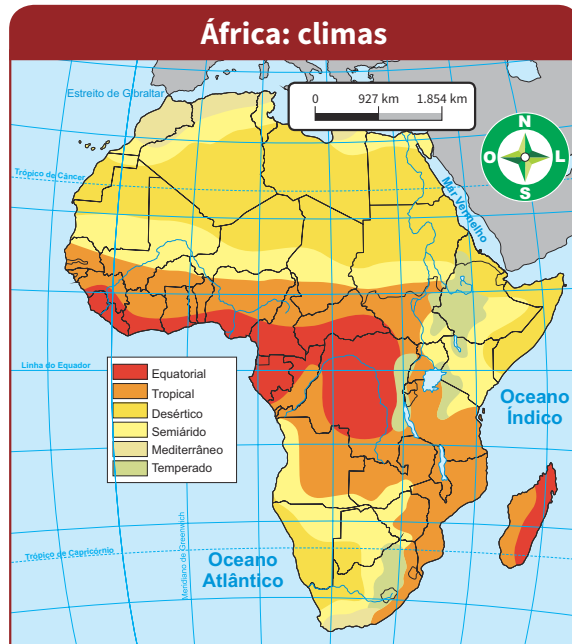 África: climas
Estreito de Gibraltar
0 927 km 1.854 km
N
O L
S
Trópico de Câncer
Mar Vermelho
Linha do Equador
Equatorial
Tropical
Desértico
Semiárido
Mediterrâneo
Temperado
Oceano
Índico
Meridiano de Greenwich
Trópico de Capricórnio
Oceano
Atlântico